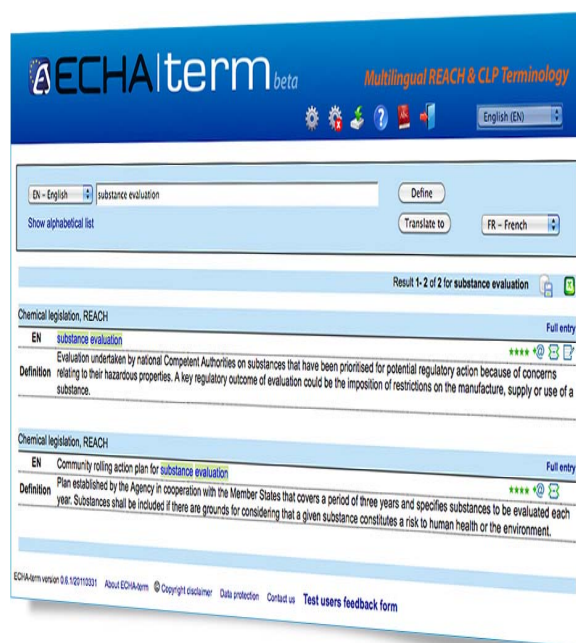 ECHA|term beta
Multilingual REACH & CLP Terminology
English (EN)
EN – English
substance evaluation
Define
Show alphabetical list
Translate to
FR – French
Result 1- 2 of 2 for substance evaluation
Chemical legislation, REACH
Full entry
EN substance evaluation
**** @
Definition Evaluation undertaken by national Competent Authorities on substances that have been prioritised for potential regulatory action because of concerns
relating to their hazardous properties. A key regulatory outcome of evaluation could be the imposition of restrictions on the manufacture, supply or use of a
substance.
Chemical legislation, REACH
Full entry
EN Community rolling action plan for substance evaluation
**** @
Definition Plan established by the Agency in cooperation with the Member States that covers a period of three years and specifies substances to be evaluated each
year. Substances shall be included if there are grounds for considering that a given substance constitutes a risk to human health or the environment.
ECHA-term version 0.6.1/20110331 About ECHA-term © Copyright disclaimer Data protection Contact us Test users feedback form